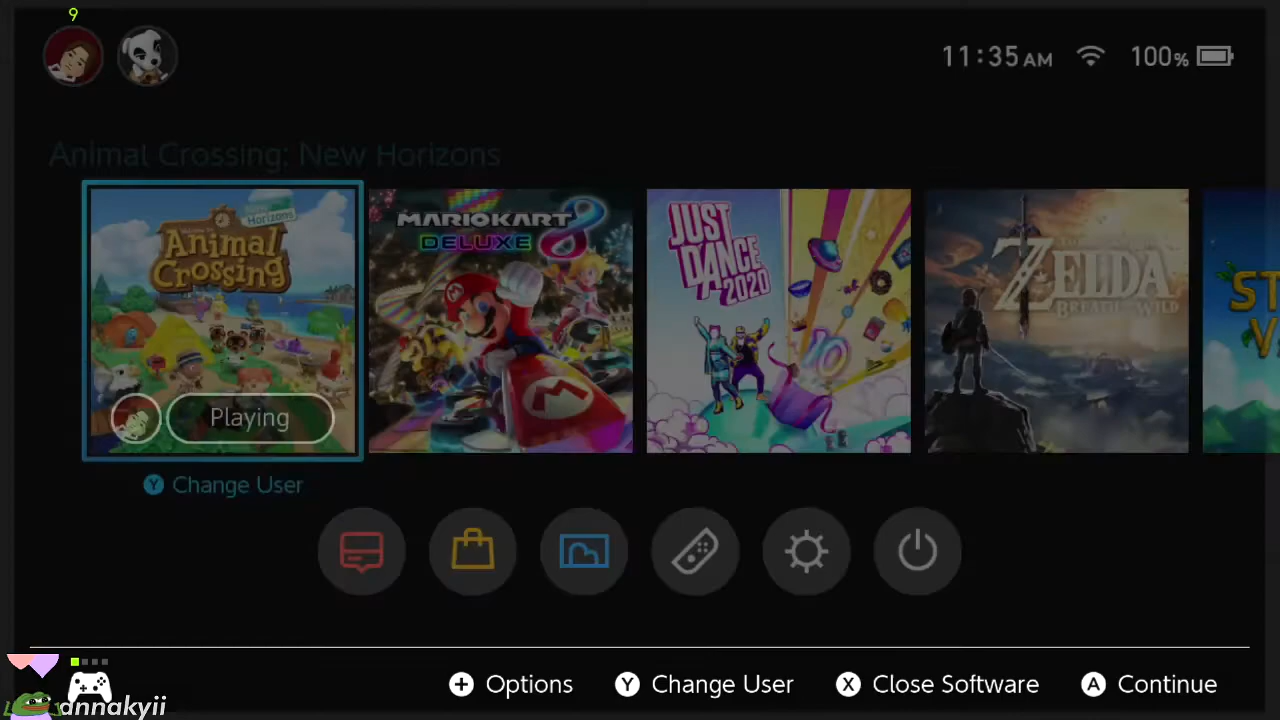 9
11:35 AM 100%
Animal Crossing: New Horizons
Horizons
Animal
Crossing
Playing
MARIOKART 8
DELUXE
JUST
DANCE
2020
ZELDA
BREATH OF THE WILD
ST
V
Y Change User
+ Options Y Change User X Close Software A Continue
annakyii